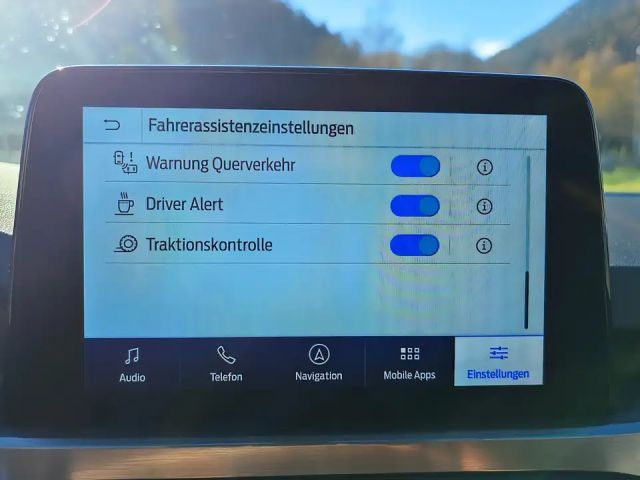 Fahrerassistenzeinstellungen
Warnung Querverkehr
Driver Alert
Traktionskontrolle
Audio
Telefon
Navigation
Mobile Apps
Einstellungen